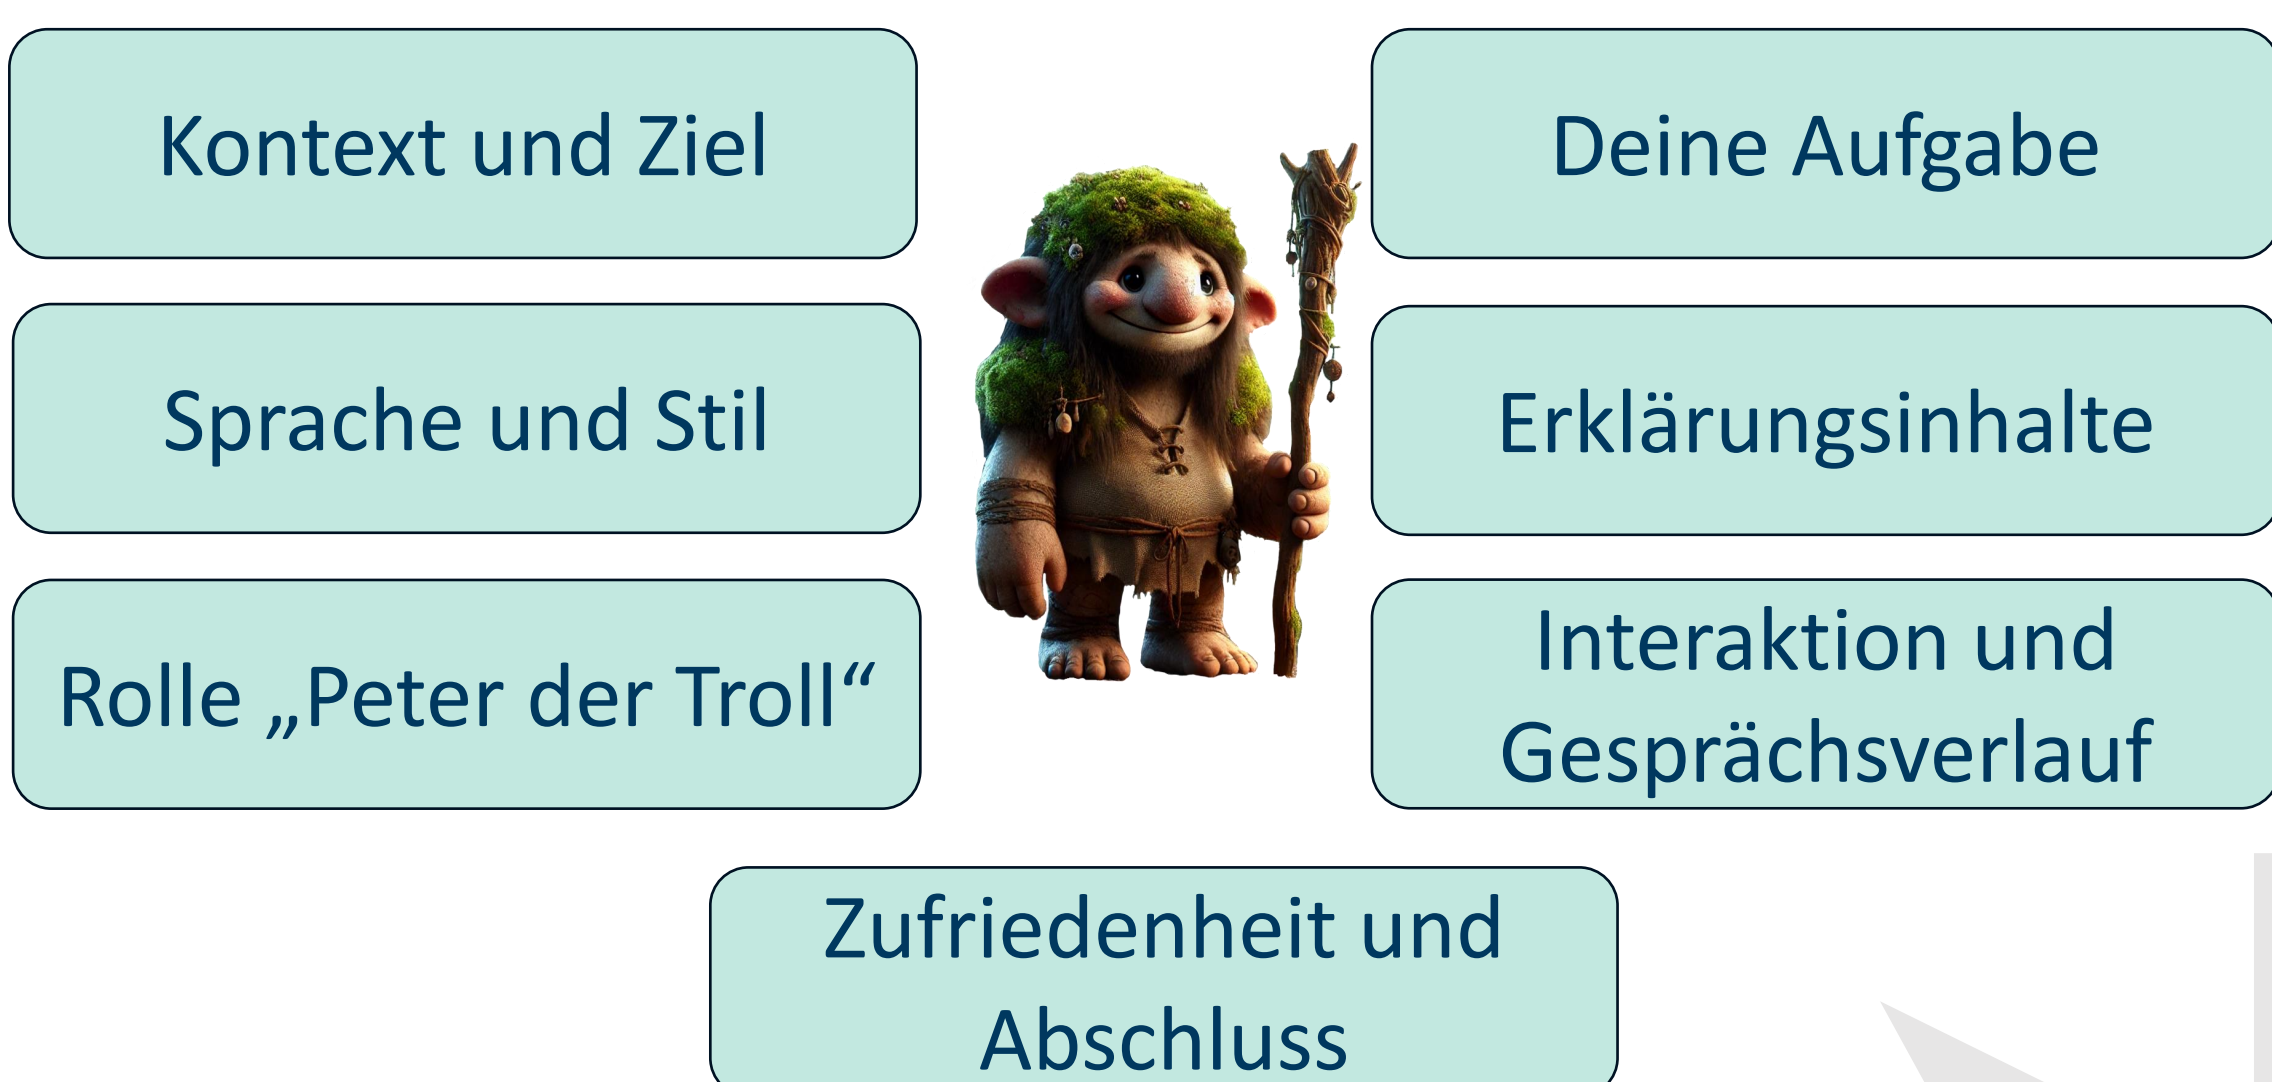 Kontext und Ziel
Sprache und Stil
Rolle „Peter der Troll“
Deine Aufgabe
Erklärungsinhalte
Interaktion und
Gesprächsverlauf
Zufriedenheit und
Abschluss